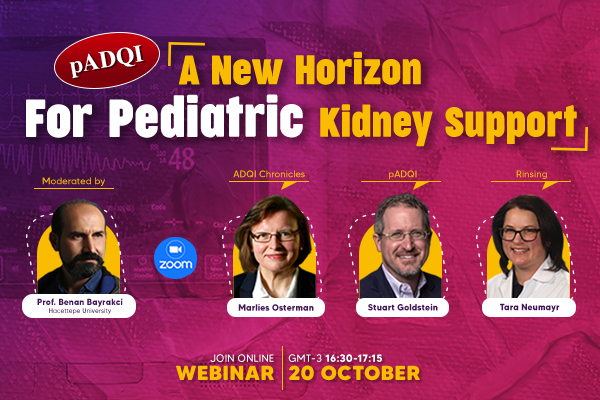 pADQI
A New Horizon
For Pediatric Kidney Support
48
Moderated by
ADQI Chronicles
pADQI
Rinsing
zoom
Prof. Benan Bayrakci
Hacettepe University
Marlies Osterman
Stuart Goldstein
Tara Neumayr
JOIN ONLINE
WEBINAR
GMT-3 16:30-17:15
20 OCTOBER